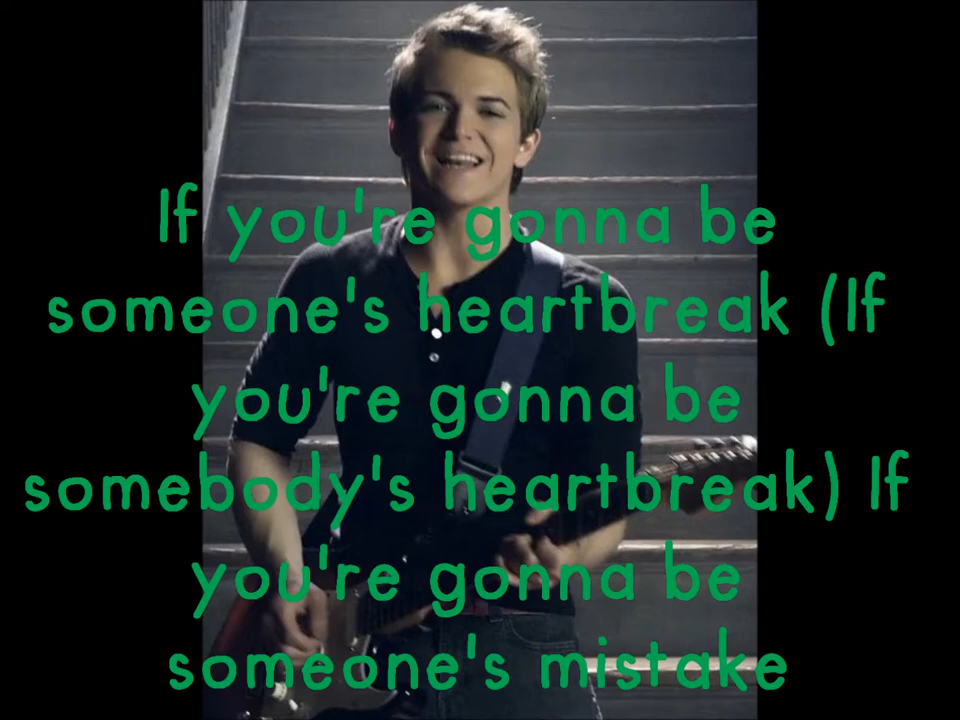 If you're gonna be
someone's heartbreak (If
you're gonna be
somebody's heartbreak) If
you're gonna be
someone's mistake